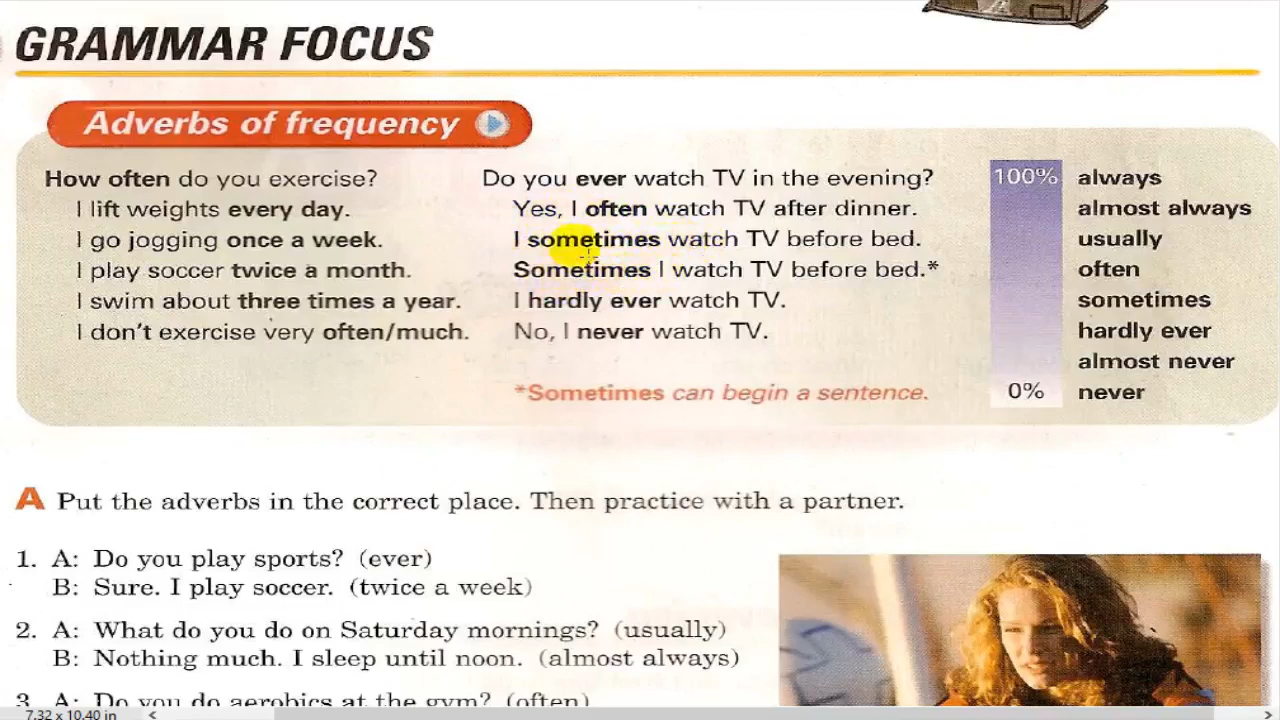 GRAMMAR FOCUS
Adverbs of frequency
How often do you exercise?
I lift weights every day.
I go jogging once a week.
I play soccer twice a month.
I swim about three times a year.
I don't exercise very often/much.
Do you ever watch TV in the evening?
Yes, I often watch TV after dinner.
I sometimes watch TV before bed.
Sometimes I watch TV before bed.*
I hardly ever watch TV.
No, I never watch TV.
*Sometimes can begin a sentence.
100% always
almost always
usually
often
sometimes
hardly ever
almost never
0% never
A Put the adverbs in the correct place. Then practice with a partner.
1. A: Do you play sports? (ever)
B: Sure. I play soccer. (twice a week)
2. A: What do you do on Saturday mornings? (usually)
B: Nothing much. I sleep until noon. (almost always)
3. A: Do you do aerobics at the gym? (often)
7.32 x 10.40 in